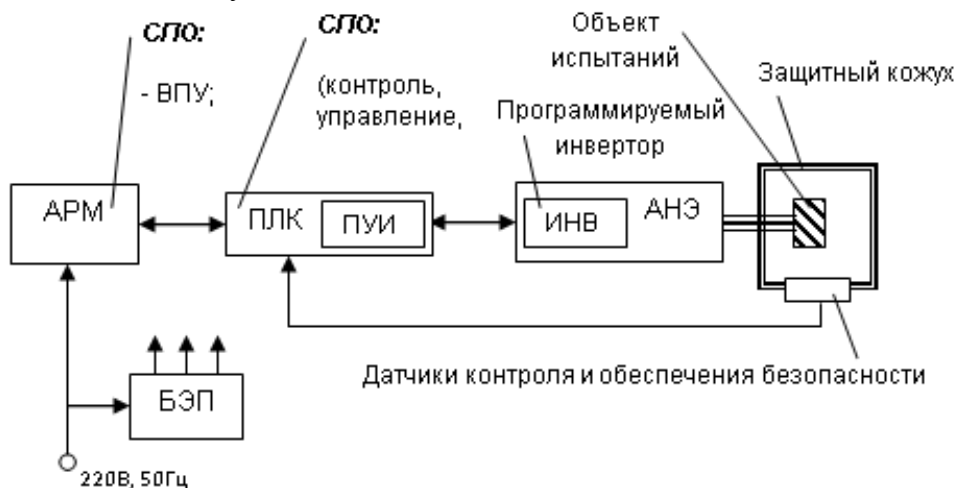 СПО:
- ВПУ;
СПО:
(контроль,
управление,
Объект
испытаний
Защитный кожух
Программируемый
инвертор
АРМ
ПЛК
ПУИ
ИНВ
АНЭ
Датчики контроля и обеспечения безопасности
БЭП
220В, 50Гц